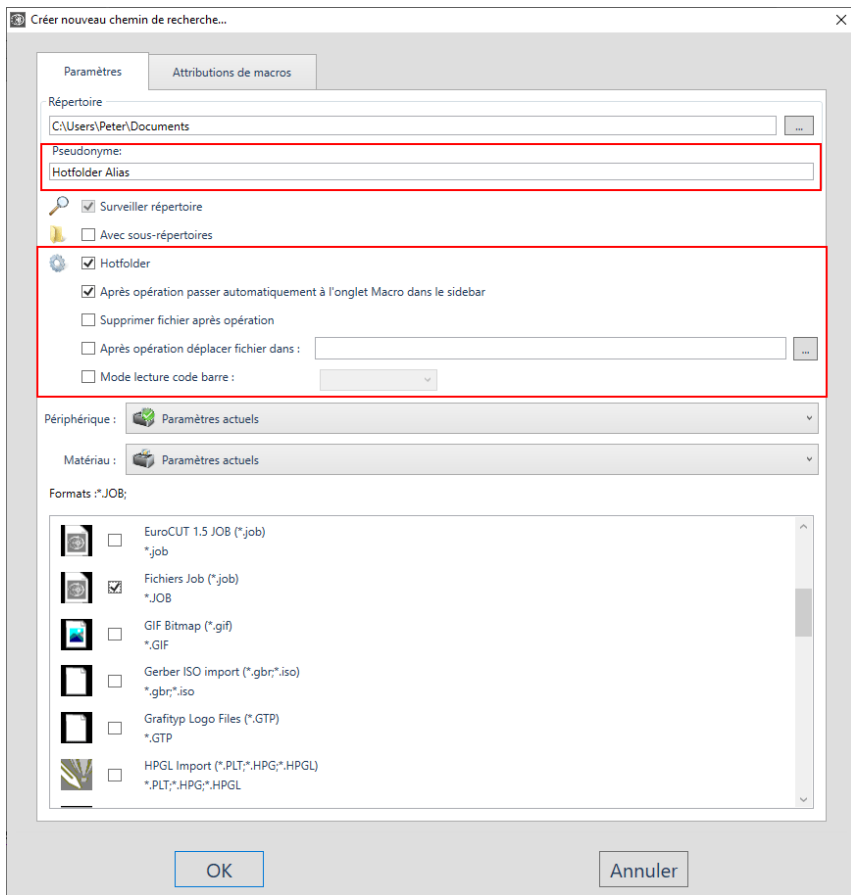 Créer nouveau chemin de recherche...
Paramètres
Attributions de macros
Répertoire
C:\Users\Peter\Documents
...
Pseudonyme:
Hotfolder Alias
Surveiller répertoire
Avec sous-répertoires
Hotfolder
Après opération passer automatiquement à l'onglet Macro dans le sidebar
Supprimer fichier après opération
Après opération déplacer fichier dans :
...
Mode lecture code barre :
Périphérique : Paramètres actuels
Matériau : Paramètres actuels
Formats :*.JOB;
EuroCUT 1.5 JOB (*.job)
*.job
Fichiers Job (*.job)
*.JOB
GIF Bitmap (*.gif)
*.GIF
Gerber ISO import (*.gbr;*.iso)
*.gbr;*.iso
Grafityp Logo Files (*.GTP)
*.GTP
HPGL Import (*.PLT;*.HPG;*.HPGL)
*.PLT;*.HPG;*.HPGL
OK
Annuler